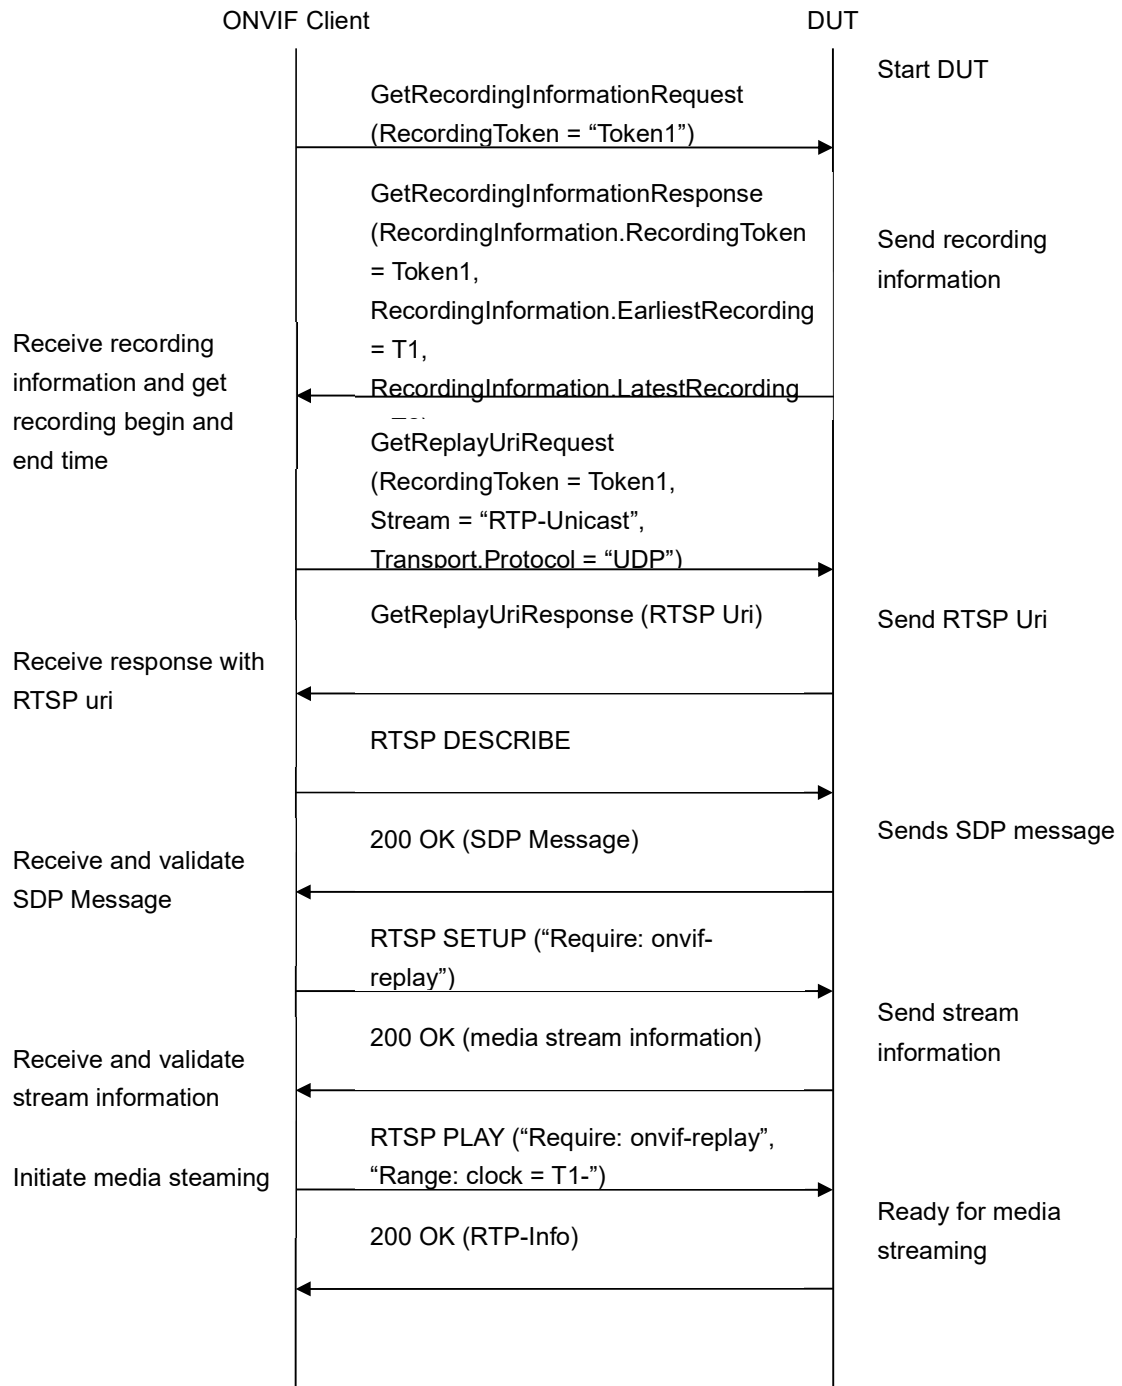 ONVIF Client
DUT
Start DUT
GetRecordingInformationRequest
(RecordingToken = “Token1”)
GetRecordingInformationResponse
(RecordingInformation.RecordingToken
= Token1,
RecordingInformation.EarliestRecording
= T1,
RecordingInformation.LatestRecording
Send recording
information
Receive recording
information and get
recording begin and
end time
GetReplayUriRequest
(RecordingToken = Token1,
Stream = “RTP-Unicast”,
Transport.Protocol = “UDP”)
GetReplayUriResponse (RTSP Uri)
Send RTSP Uri
Receive response with
RTSP uri
RTSP DESCRIBE
200 OK (SDP Message)
Sends SDP message
Receive and validate
SDP Message
RTSP SETUP (“Require: onvif-
replay”)
200 OK (media stream information)
Send stream
information
Receive and validate
stream information
RTSP PLAY (“Require: onvif-replay”,
“Range: clock = T1-”)
Initiate media steaming
200 OK (RTP-Info)
Ready for media
streaming